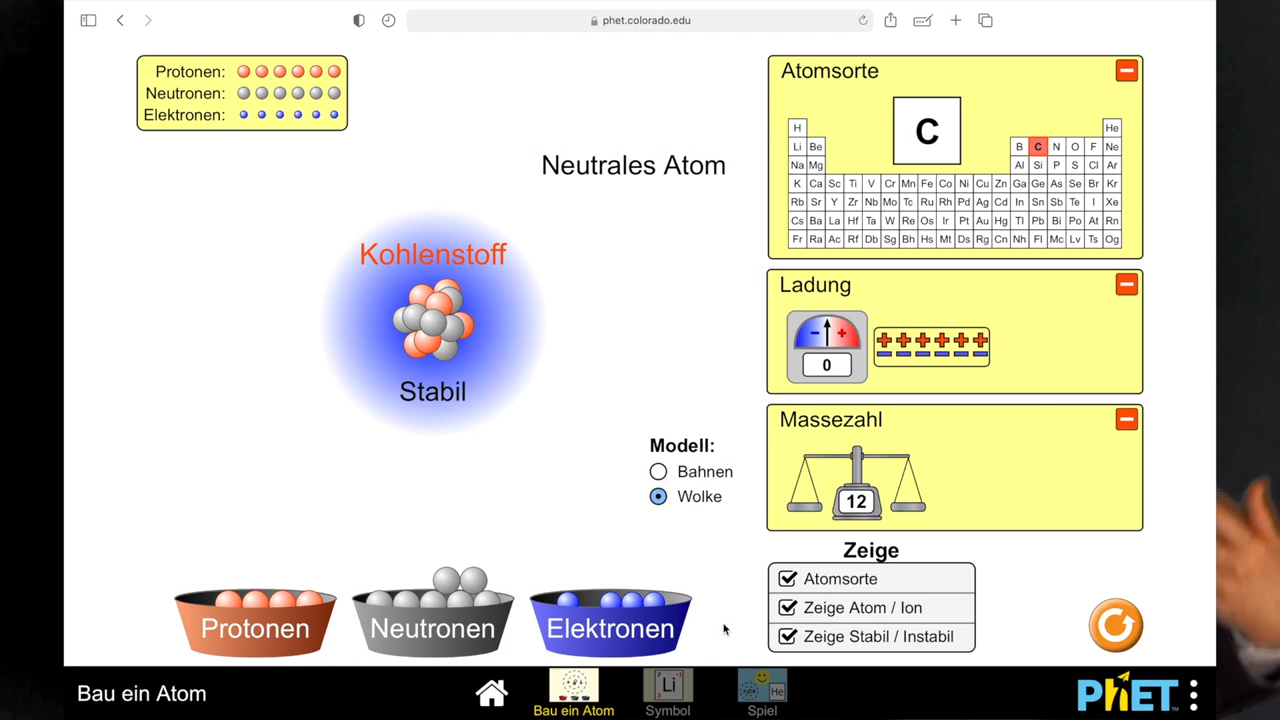 phet.colorado.edu
Protonen:
Neutronen:
Elektronen:
Neutrales Atom
Kohlenstoff
Stabil
Modell:
Bahnen
Wolke
Atomsorte
C
H He
Li Be B C N O F Ne
Na Mg Al Si P S Cl Ar
K Ca Sc Ti V Cr Mn Fe Co Ni Cu Zn Ga Ge As Se Br Kr
Rb Sr Y Zr Nb Mo Tc Ru Rh Pd Ag Cd In Sn Sb Te I Xe
Cs Ba La Hf Ta W Re Os Ir Pt Au Hg Tl Pb Bi Po At Rn
Fr Ra Ac Rf Db Sg Bh Hs Mt Ds Rg Cn Nh Fl Mc Lv Ts Og
Ladung
- +
0
+ + + + + +
- - - - - -
Massezahl
12
Zeige
Atomsorte
Zeige Atom / Ion
Zeige Stabil / Instabil
Protonen
Neutronen
Elektronen
Bau ein Atom
Bau ein Atom
Li
Symbol
He
Spiel
PhET